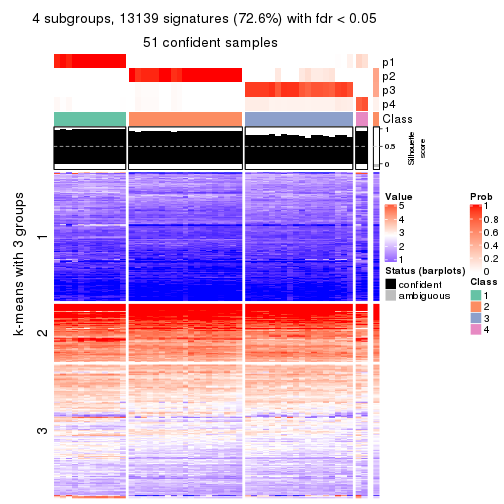 4 subgroups, 13139 signatures (72.6%) with fdr < 0.05
51 confident samples
p1
p2
p3
p4
Class
1
0.5
0
Silhouette
score
k-means with 3 groups
1
2
3
Value
5
4
3
2
1
Status (barplots)
confident
ambiguous
Prob
1
0.8
0.6
0.4
0.2
0
Class
1
2
3
4